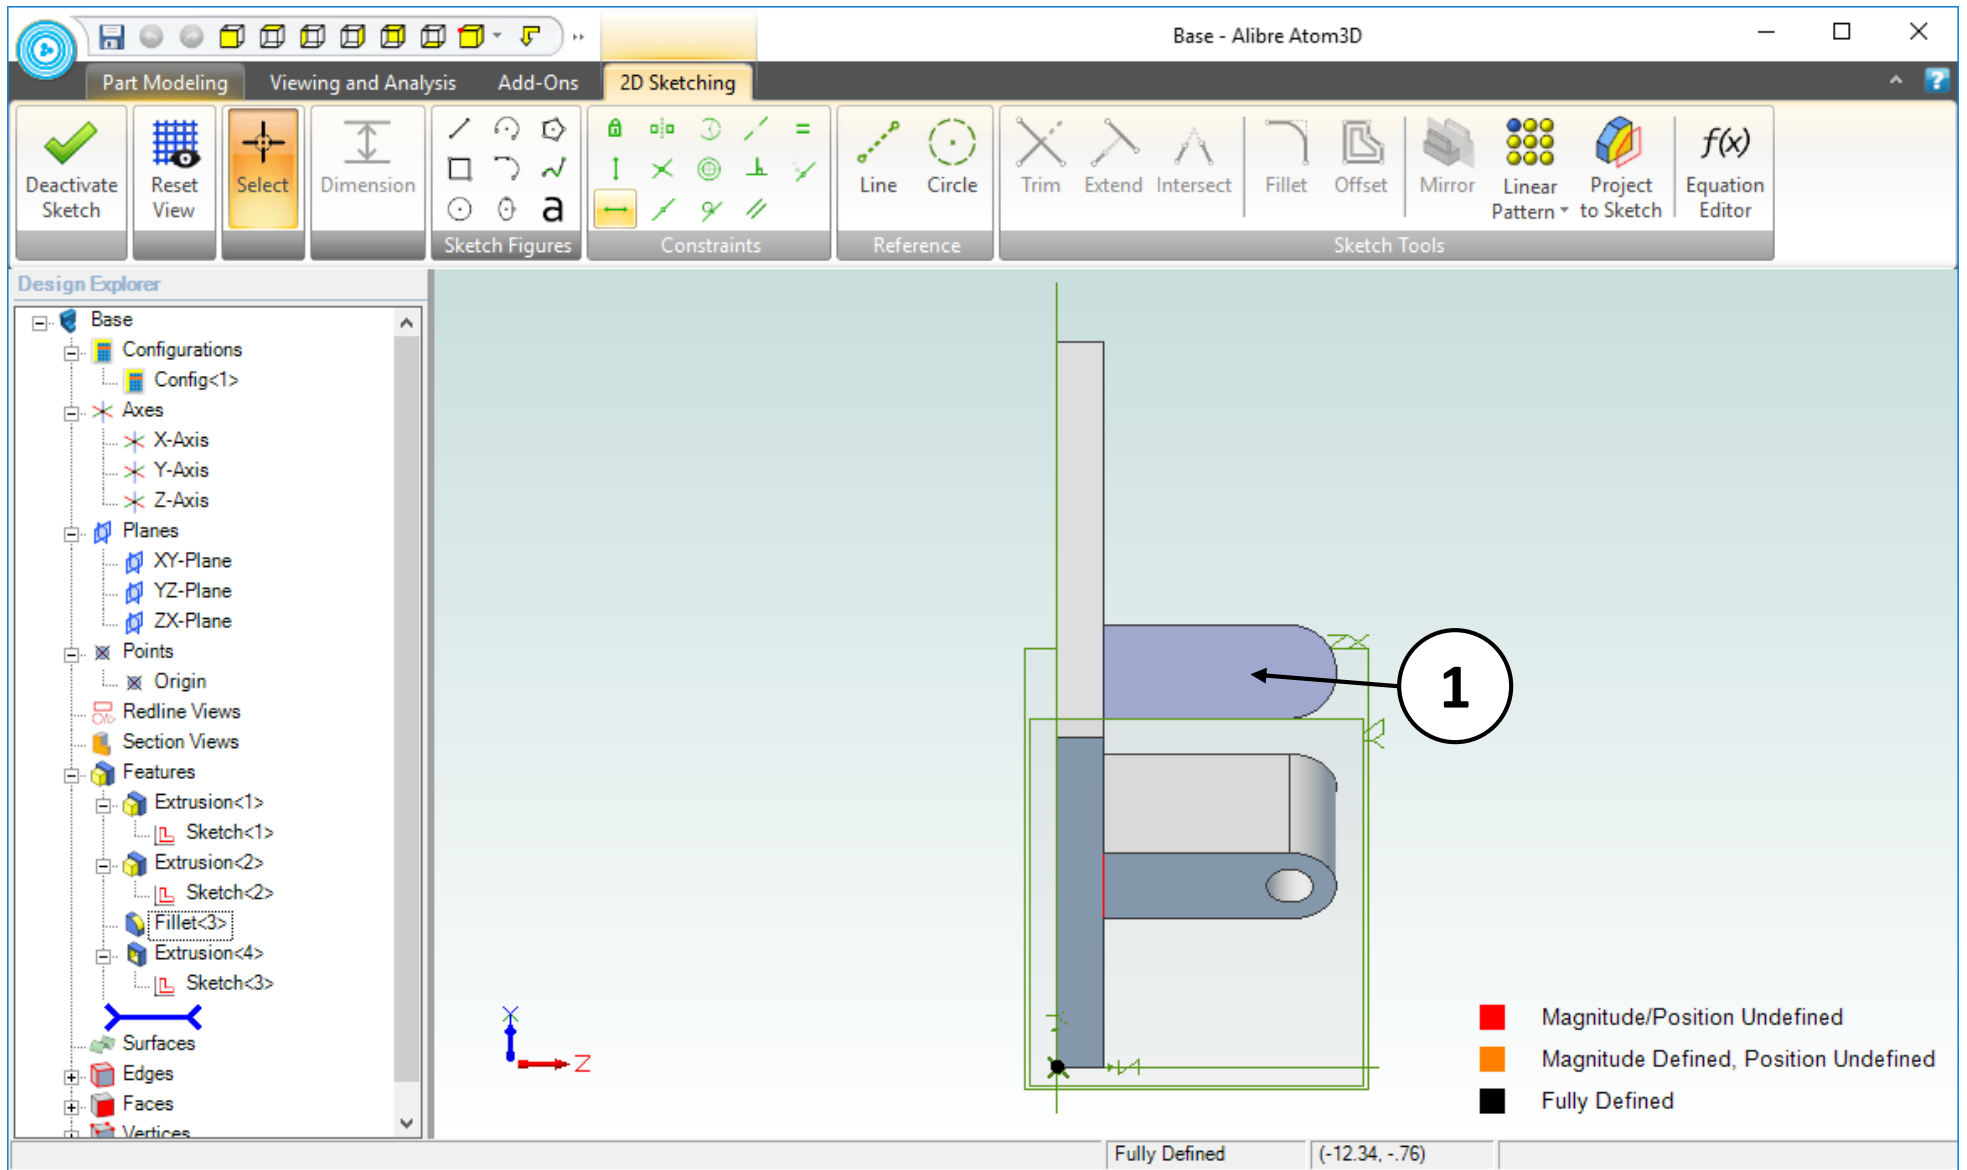 Base - Alibre Atom3D
Part Modeling
Viewing and Analysis
Add-Ons
2D Sketching
Deactivate
Sketch
Reset
View
Select
Dimension
a
Sketch Figures
Constraints
Line
Circle
Reference
Trim
Extend
Intersect
Fillet
Offset
Mirror
Linear
Pattern
Project
to Sketch
f(x)
Equation
Editor
Sketch Tools
Design Explorer
Base
Configurations
Config<1>
Axes
X-Axis
Y-Axis
Z-Axis
Planes
XY-Plane
YZ-Plane
ZX-Plane
Points
Origin
Redline Views
Section Views
Features
Extrusion<1>
Sketch<1>
Extrusion<2>
Sketch<2>
Fillet<3>
Extrusion<4>
Sketch<3>
Surfaces
Edges
Faces
Vertices
ZX
1
X
Z
Magnitude/Position Undefined
Magnitude Defined, Position Undefined
Fully Defined
Fully Defined
(-12.34, -.76)